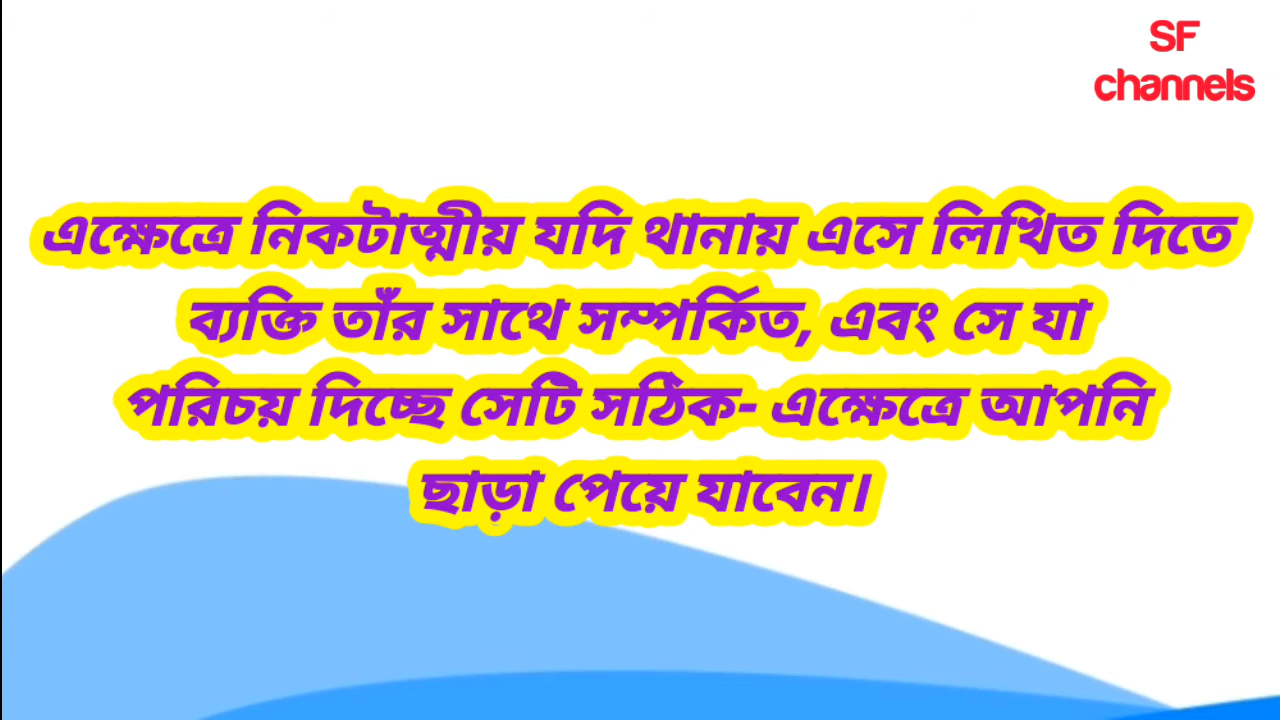 SF
channels
এক্ষেত্রে নিকটাত্মীয় যদি থানায় এসে লিখিত দিতে
ব্যক্তি তাঁর সাথে সম্পর্কিত, এবং সে যা
পরিচয় দিচ্ছে সেটি সঠিক- এক্ষেত্রে আপনি
ছাড়া পেয়ে যাবেন।